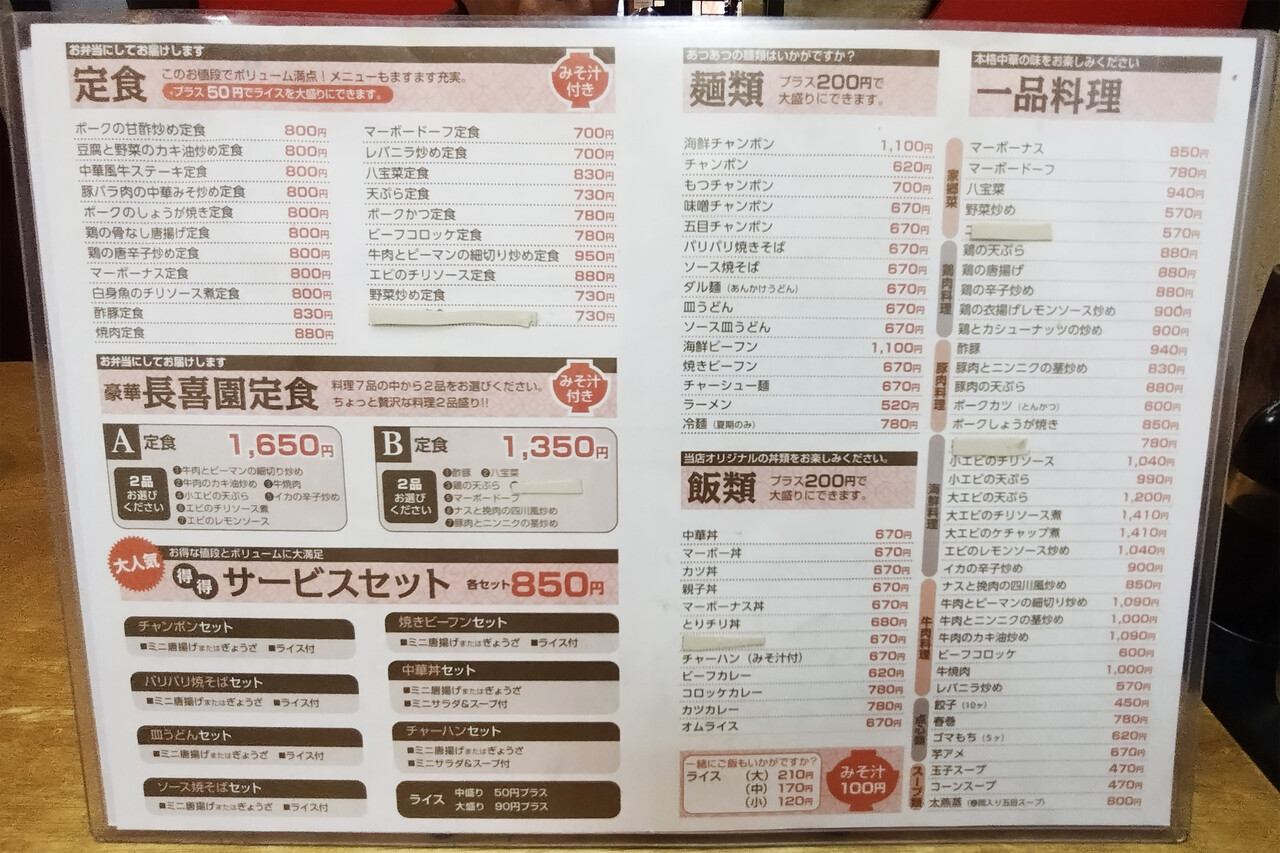 お弁当にしてお届けします
定食 このお値段でボリューム満点!メニューもますます充実。
プラス50円でライスを大盛りにできます。
みそ汁付き
ポークの甘酢炒め定食 800円
豆腐と野菜のカキ油炒め定食 800円
中華風牛ステーキ定食 800円
豚バラ肉の中華みそ炒め定食 800円
ポークのしょうが焼き定食 800円
鶏の骨なし唐揚げ定食 800円
鶏の唐辛子炒め定食 800円
マーボーナス定食 800円
白身魚のチリソース煮定食 800円
酢豚定食 830円
焼肉定食 880円
マーボードーフ定食 700円
レバニラ炒め定食 700円
八宝菜定食 830円
天ぷら定食 730円
ポークかつ定食 780円
ビーフコロッケ定食 780円
牛肉とピーマンの細切り炒め定食 950円
エビのチリソース定食 880円
野菜炒め定食 730円
730円
お弁当にしてお届けします
豪華 長喜園定食 料理7品の中から2品をお選びください。
ちょっと贅沢な料理2品盛り!!
みそ汁付き
A 定食 1,650円
2品お選びください
①牛肉とピーマンの細切り炒め
②牛肉のカキ油炒め ③牛焼肉
④小エビの天ぷら ⑤イカの辛子炒め
⑥エビのチリソース煮
⑦エビのレモンソース
B 定食 1,350円
2品お選びください
①酢豚 ②八宝菜
③鶏の天ぷら
⑤マーボードーフ
⑥ナスと挽肉の四川風炒め
⑦豚肉とニンニクの茎炒め
大人気
お得な値段とボリュームに大満足
得得 サービスセット 各セット850円
チャンポンセット
■ミニ唐揚げまたはぎょうざ ■ライス付
パリパリ焼きそばセット
■ミニ唐揚げまたはぎょうざ ■ライス付
皿うどんセット
■ミニ唐揚げまたはぎょうざ ■ライス付
ソース焼そばセット
■ミニ唐揚げまたはぎょうざ ■ライス付
焼きビーフンセット
■ミニ唐揚げまたはぎょうざ ■ライス付
中華丼セット
■ミニ唐揚げまたはぎょうざ
■ミニサラダ&スープ付
チャーハンセット
■ミニ唐揚げまたはぎょうざ
■ミニサラダ&スープ付
ライス 中盛り 50円プラス
大盛り 90円プラス
あつあつの麺類はいかがですか?
麺類 プラス200円で
大盛りにできます。
海鮮チャンポン 1,100円
チャンポン 620円
もつチャンポン 700円
味噌チャンポン 670円
五目チャンポン 670円
パリパリ焼きそば 670円
ソース焼そば 670円
ダル麺(あんかけうどん) 670円
皿うどん 670円
ソース皿うどん 670円
海鮮ビーフン 1,100円
焼きビーフン 670円
チャーシュー麺 670円
ラーメン 520円
冷麺(夏期のみ) 780円
当店オリジナルの丼類をお楽しみください。
飯類 プラス200円で
大盛りにできます。
中華丼 670円
マーボー丼 670円
カツ丼 670円
親子丼 670円
マーボーナス丼 670円
とりチリ丼 680円
670円
チャーハン(みそ汁付) 670円
ビーフカレー 620円
コロッケカレー 780円
カツカレー 780円
オムライス 670円
一緒にご飯もいかがですか?
ライス (大) 210円
(中) 170円
(小) 120円
みそ汁
100円
本格中華の味をお楽しみください
一品料理
家郷菜
マーボーナス 850円
マーボードーフ 780円
八宝菜 940円
野菜炒め 570円
570円
鶏肉料理
鶏の天ぷら 880円
鶏の唐揚げ 880円
鶏の辛子炒め 880円
鶏の衣揚げレモンソース炒め 900円
鶏とカシューナッツの炒め 900円
豚肉料理
酢豚 940円
豚肉とニンニクの茎炒め 830円
豚肉の天ぷら 880円
ポークカツ(とんかつ) 600円
ポークしょうが焼き 850円
海鮮料理
780円
小エビのチリソース 1,040円
小エビの天ぷら 990円
大エビの天ぷら 1,200円
大エビのチリソース煮 1,410円
大エビのケチャップ煮 1,410円
エビのレモンソース炒め 1,040円
イカの辛子炒め 900円
牛肉料理
ナスと挽肉の四川風炒め 850円
牛肉とピーマンの細切り炒め 1,090円
牛肉とニンニクの茎炒め 1,000円
牛肉のカキ油炒め 1,090円
ビーフコロッケ 600円
牛焼肉 1,000円
レバニラ炒め 570円
点心類
餃子(10ヶ) 450円
春巻 780円
ゴマもち(5ヶ) 620円
芋アメ 670円
スープ類
玉子スープ 470円
コーンスープ 470円
太燕蒸(春雨入り五目スープ) 800円